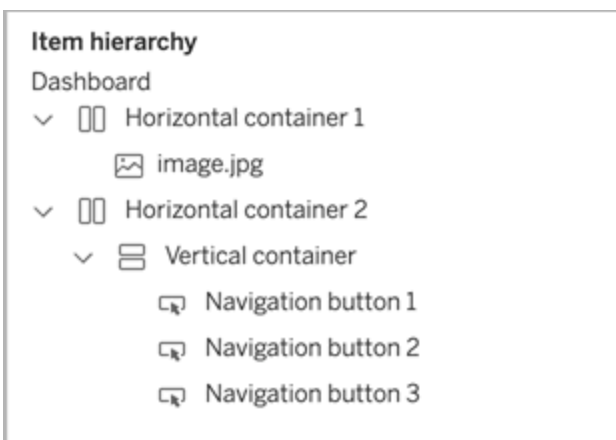 Item hierarchy
Dashboard
Horizontal container 1
image.jpg
Horizontal container 2
Vertical container
Navigation button 1
Navigation button 2
Navigation button 3